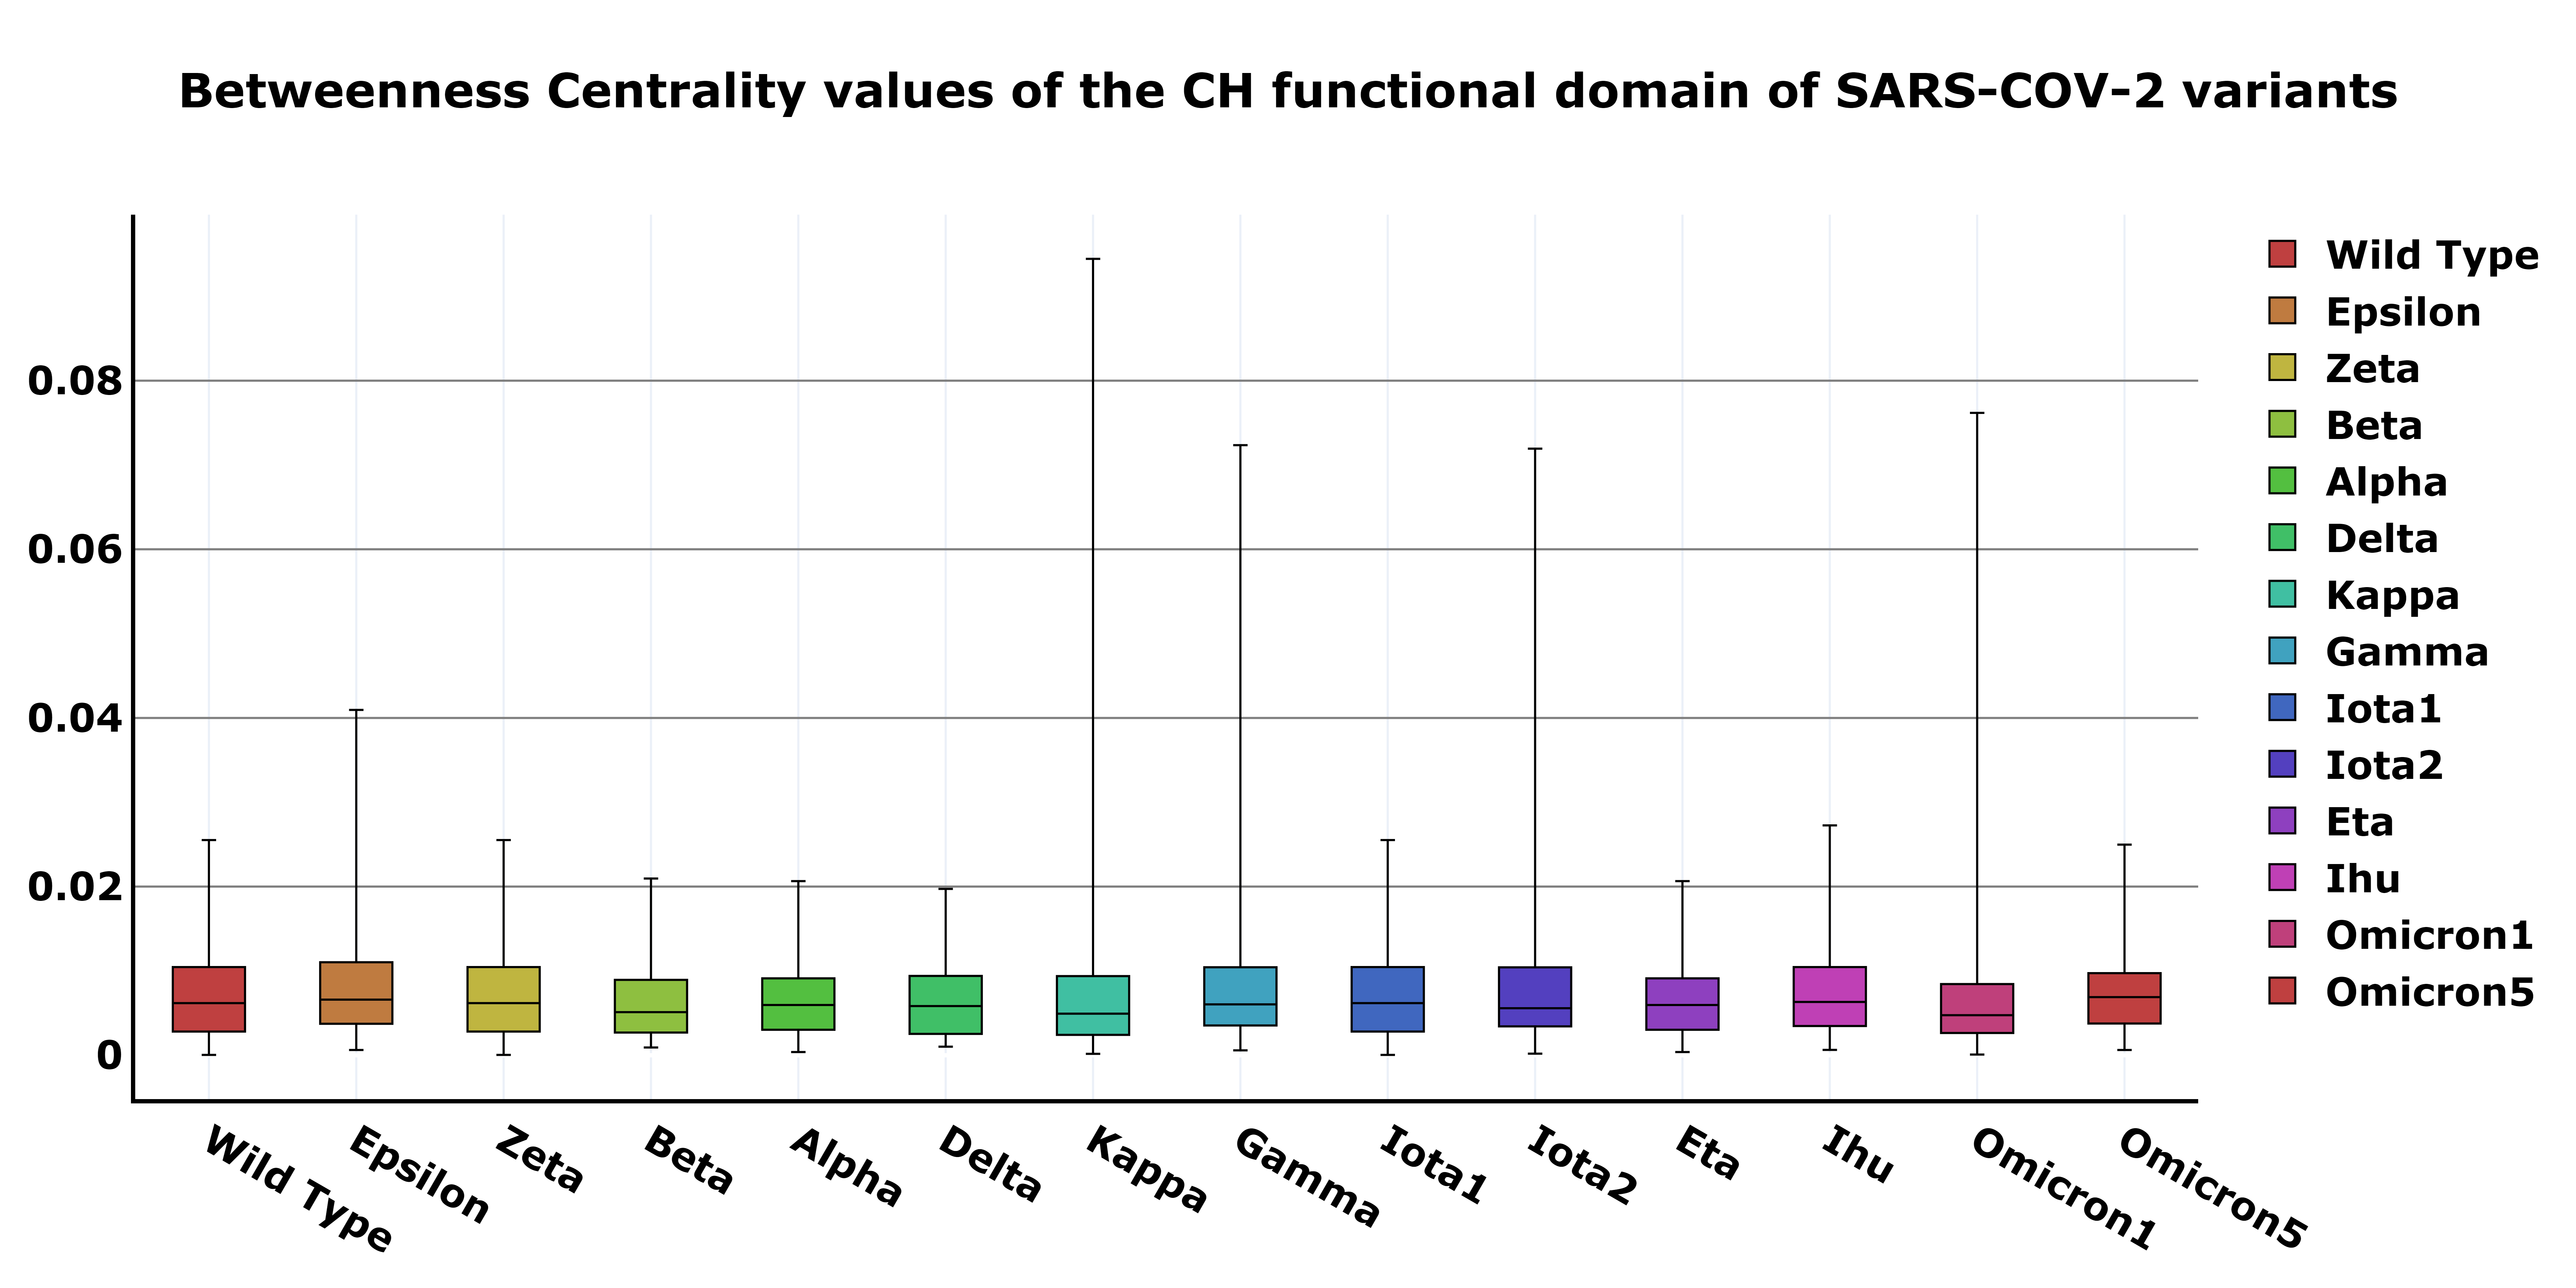 Betweenness Centrality values of the CH functional domain of SARS-COV-2 variants
0.08
0.06
0.04
0.02
0
Wild Type
Epsilon
Zeta
Beta
Alpha
Delta
Kappa
Gamma
Iota1
Iota2
Eta
Ihu
Omicron1
Omicron5
Wild Type
Epsilon
Zeta
Beta
Alpha
Delta
Kappa
Gamma
Iota1
Iota2
Eta
Ihu
Omicron1
Omicron5